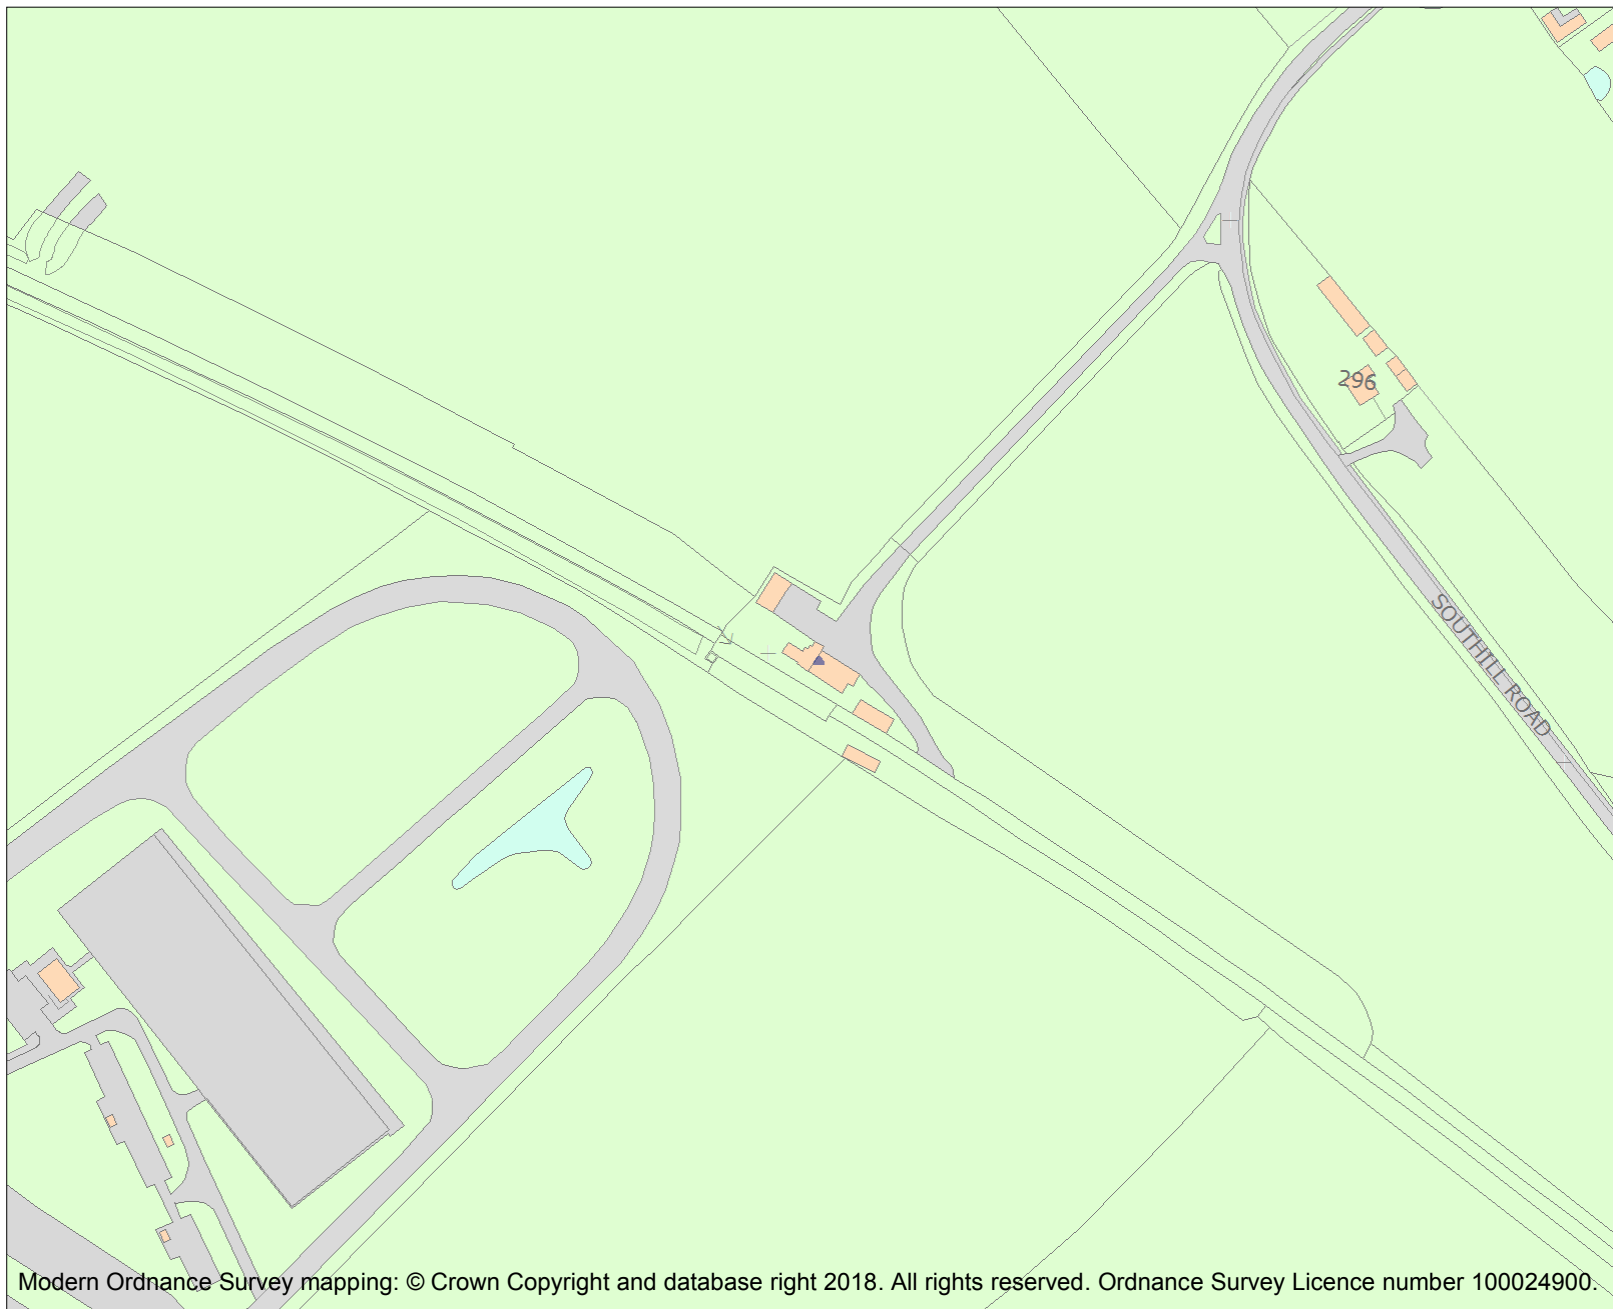 296
SOUTHILL ROAD
Modern Ordnance Survey mapping: © Crown Copyright and database right 2018. All rights reserved. Ordnance Survey Licence number 100024900.